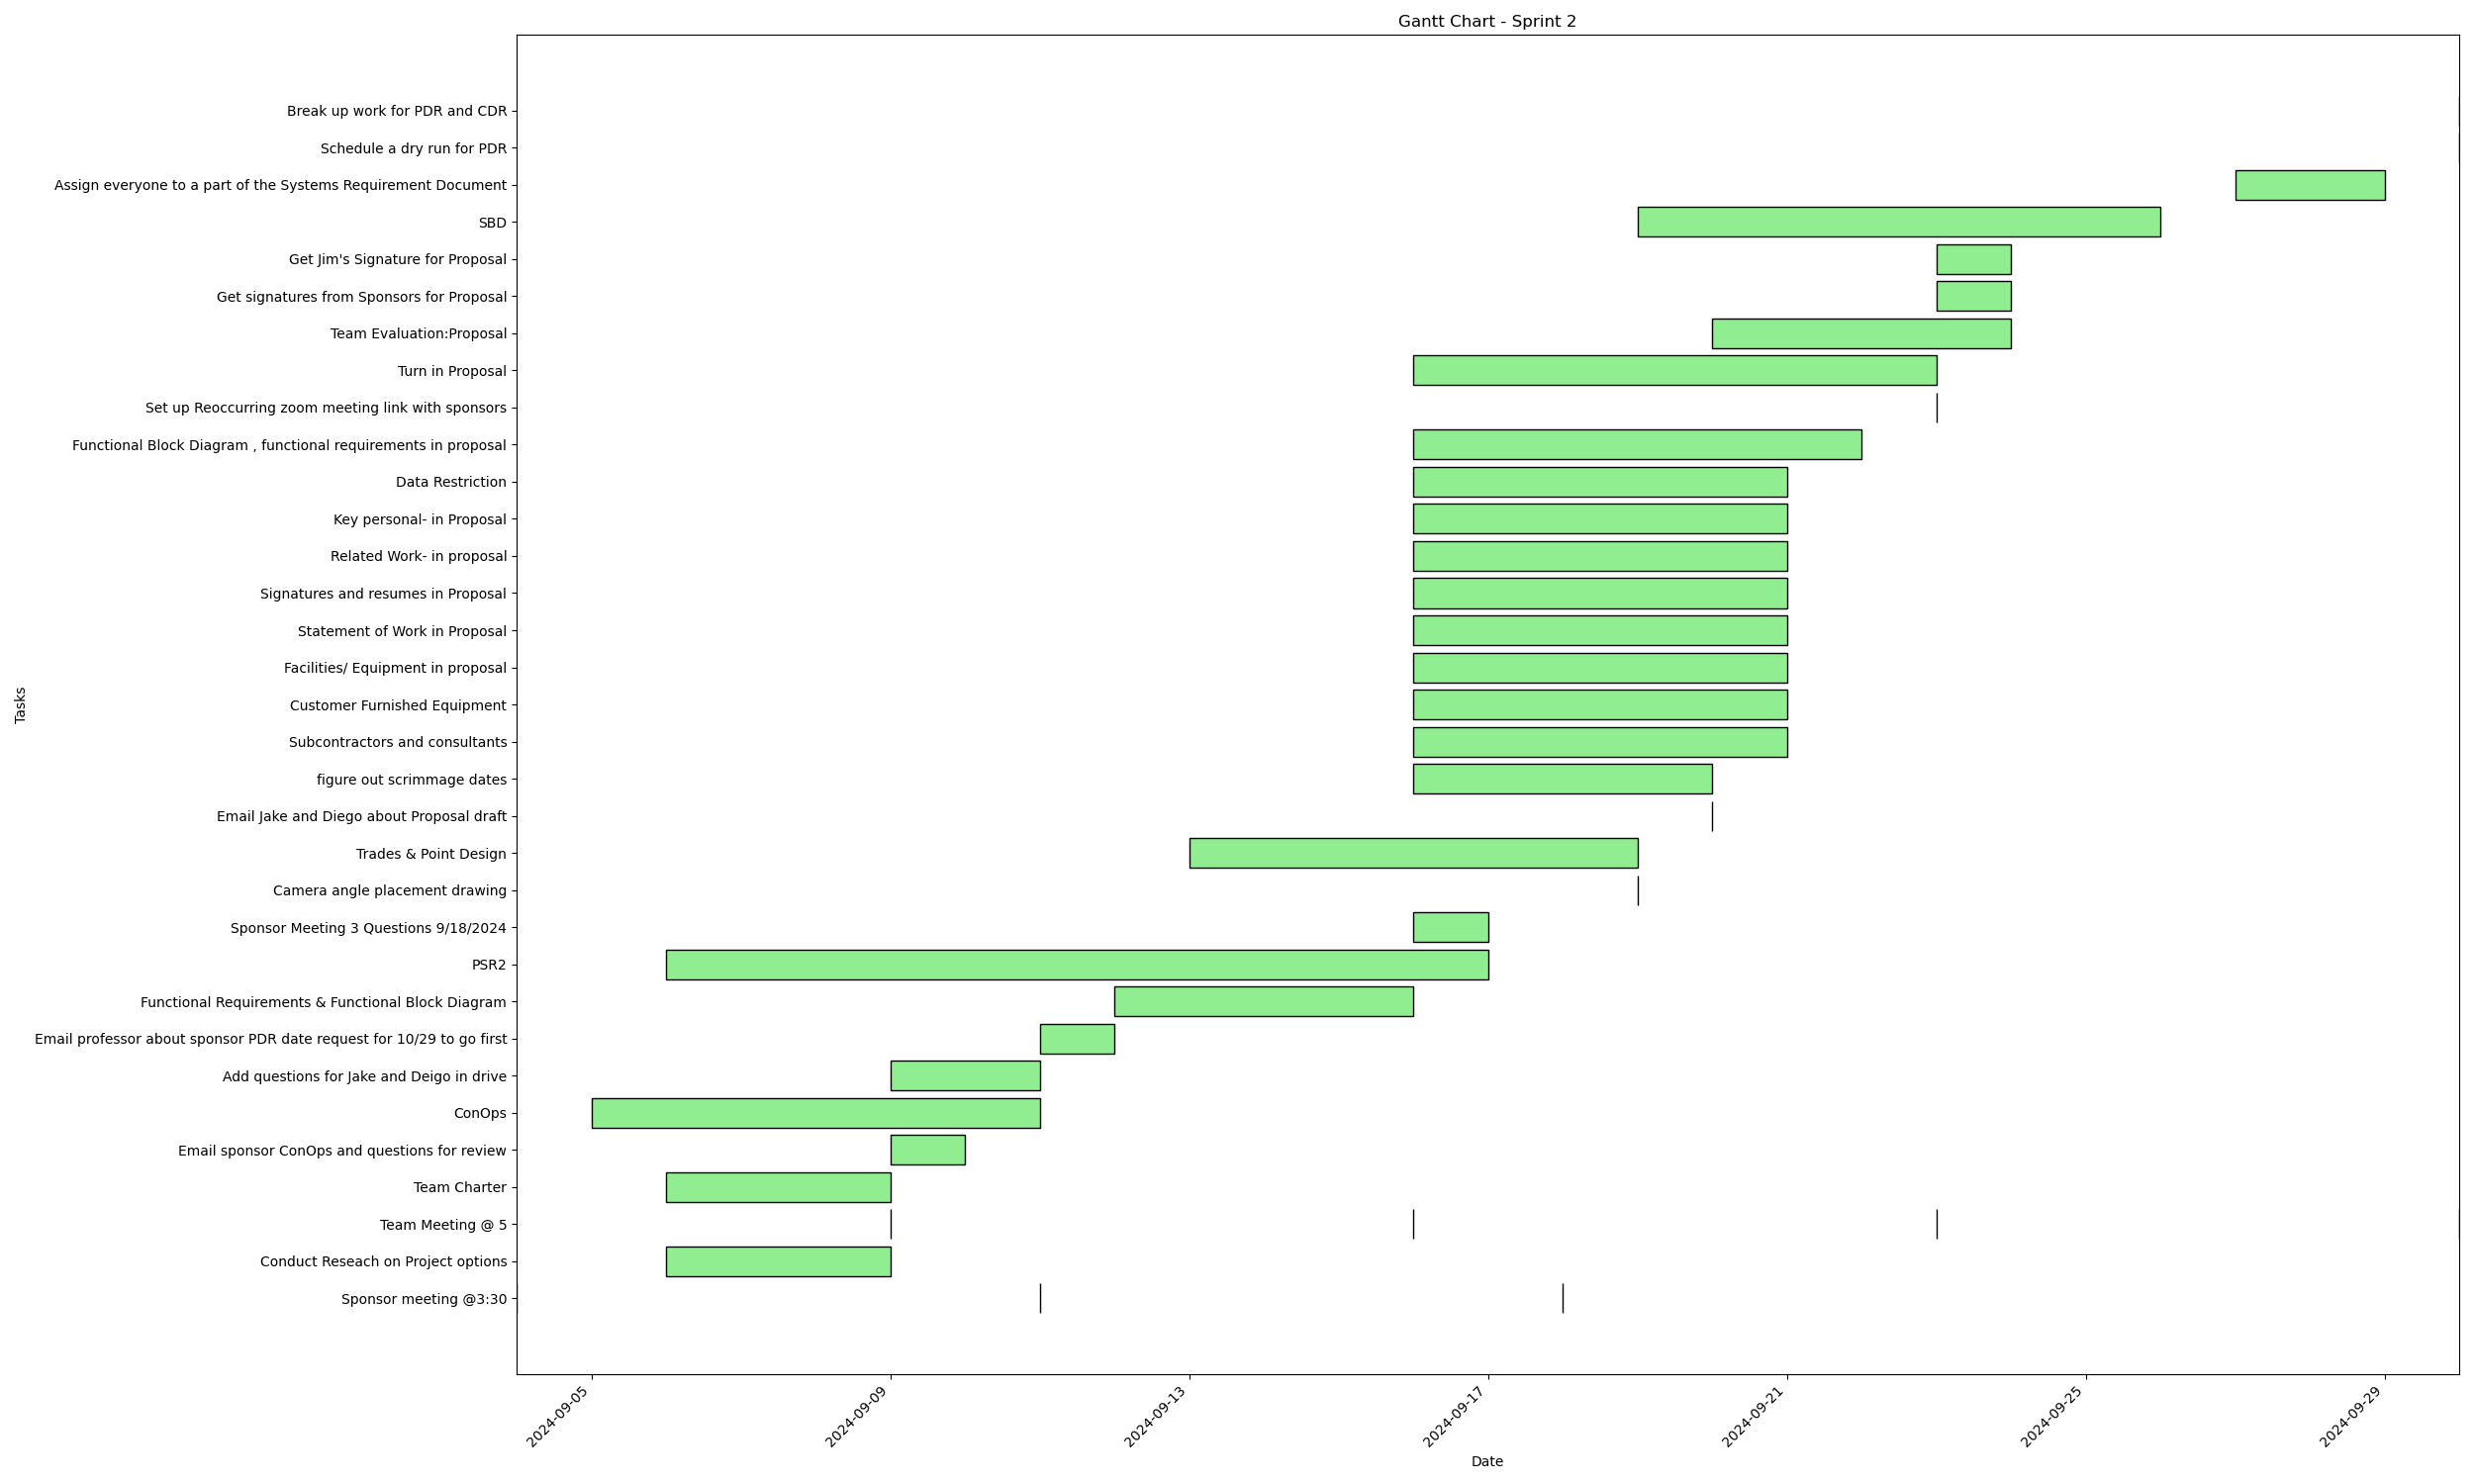 Gantt Chart - Sprint 2
Break up work for PDR and CDR
Schedule a dry run for PDR
Assign everyone to a part of the Systems Requirement Document
SBD
Get Jim's Signature for Proposal
Get signatures from Sponsors for Proposal
Team Evaluation:Proposal
Turn in Proposal
Set up Reoccurring zoom meeting link with sponsors
Functional Block Diagram , functional requirements in proposal
Data Restriction
Key personal- in Proposal
Related Work- in proposal
Signatures and resumes in Proposal
Statement of Work in Proposal
Facilities/ Equipment in proposal
Customer Furnished Equipment
Subcontractors and consultants
figure out scrimmage dates
Email Jake and Diego about Proposal draft
Trades & Point Design
Camera angle placement drawing
Sponsor Meeting 3 Questions 9/18/2024
PSR2
Functional Requirements & Functional Block Diagram
Email professor about sponsor PDR date request for 10/29 to go first
Add questions for Jake and Deigo in drive
ConOps
Email sponsor ConOps and questions for review
Team Charter
Team Meeting @ 5
Conduct Reseach on Project options
Sponsor meeting @3:30
Tasks
2024-09-05
2024-09-09
2024-09-13
2024-09-17
2024-09-21
2024-09-25
2024-09-29
Date